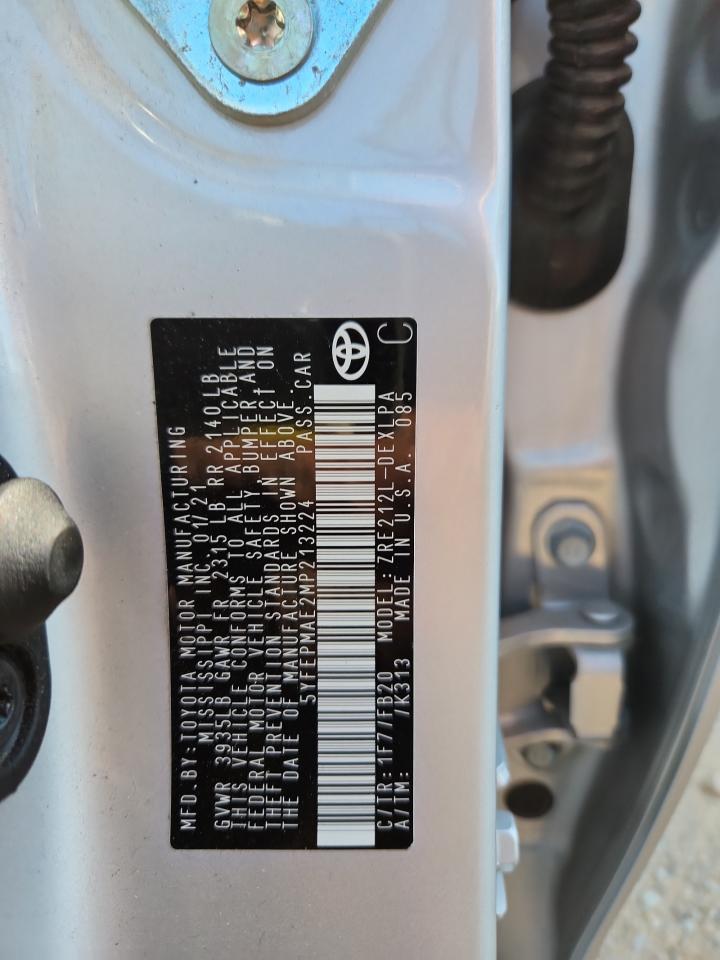 MFD.BY:TOYOTA MOTOR MANUFACTURING
MISSISSIPPI INC. 01/21
GVWR 3935LB GAWR FR 2315 LB RR 2140LB
THIS VEHICLE CONFORMS TO ALL APPLICABLE
FEDERAL MOTOR VEHICLE SAFETY, BUMPER, AND
THEFT PREVENTION STANDARDS IN EFFECT ON
THE DATE OF MANUFACTURE SHOWN ABOVE.
5YFEPMAE2MP213224 PASS.CAR
C/TR:1F7/FB20 MODEL:ZRE212L-DEXLPA
A/TM: /K313 MADE IN U.S.A. 085
C